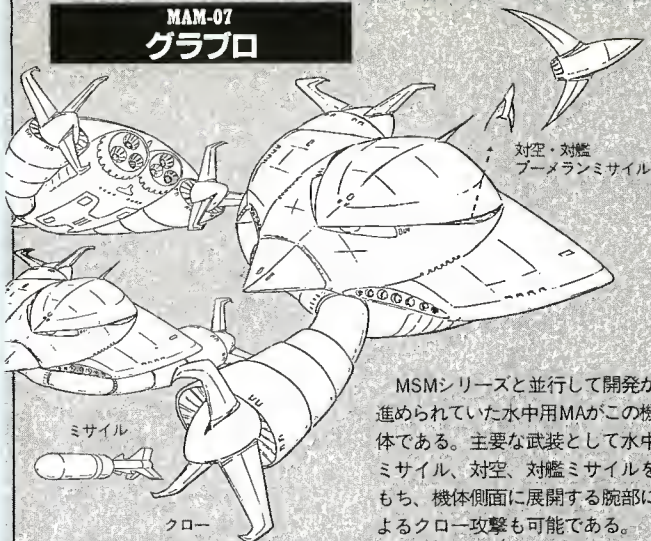 MAM-07
グラブロ
対空・対艦
ブーメランミサイル
ミサイル
クロー
MSMシリーズと並行して開発が
進められていた水中用MAがこの機
体である。主要な武装として水中
ミサイル、対空、対艦ミサイルを
もち、機体側面に展開する腕部に
よるクロー攻撃も可能である。